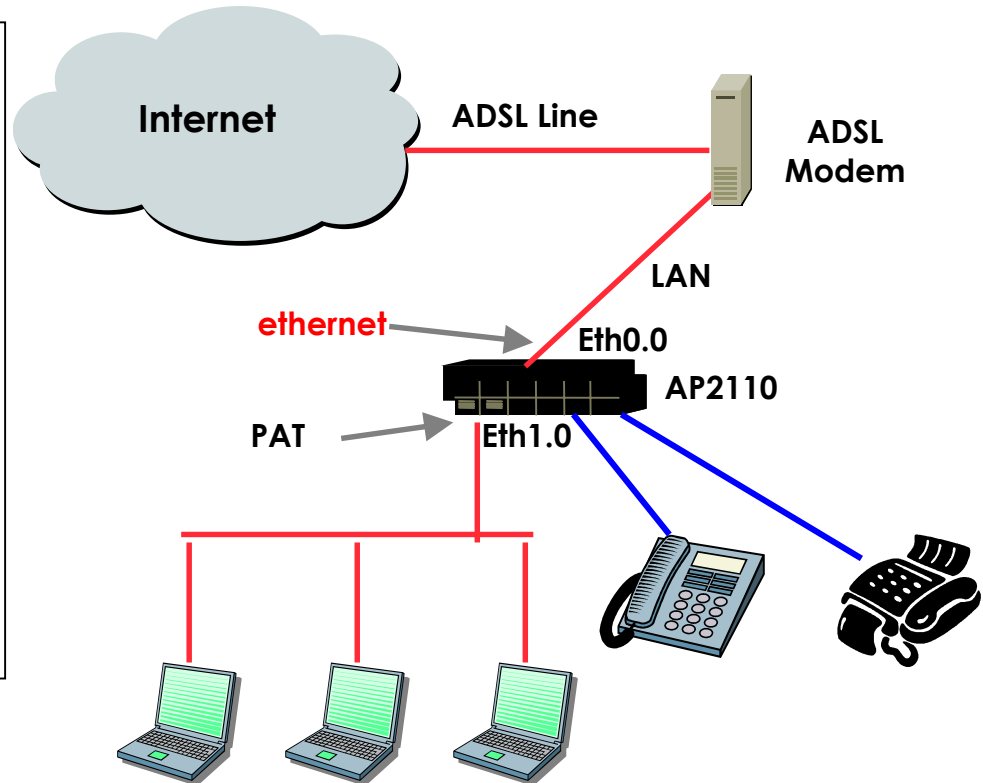 Internet
ADSL Line
ADSL
Modem
LAN
ethernet
Eth0.0
AP2110
PAT
Eth1.0